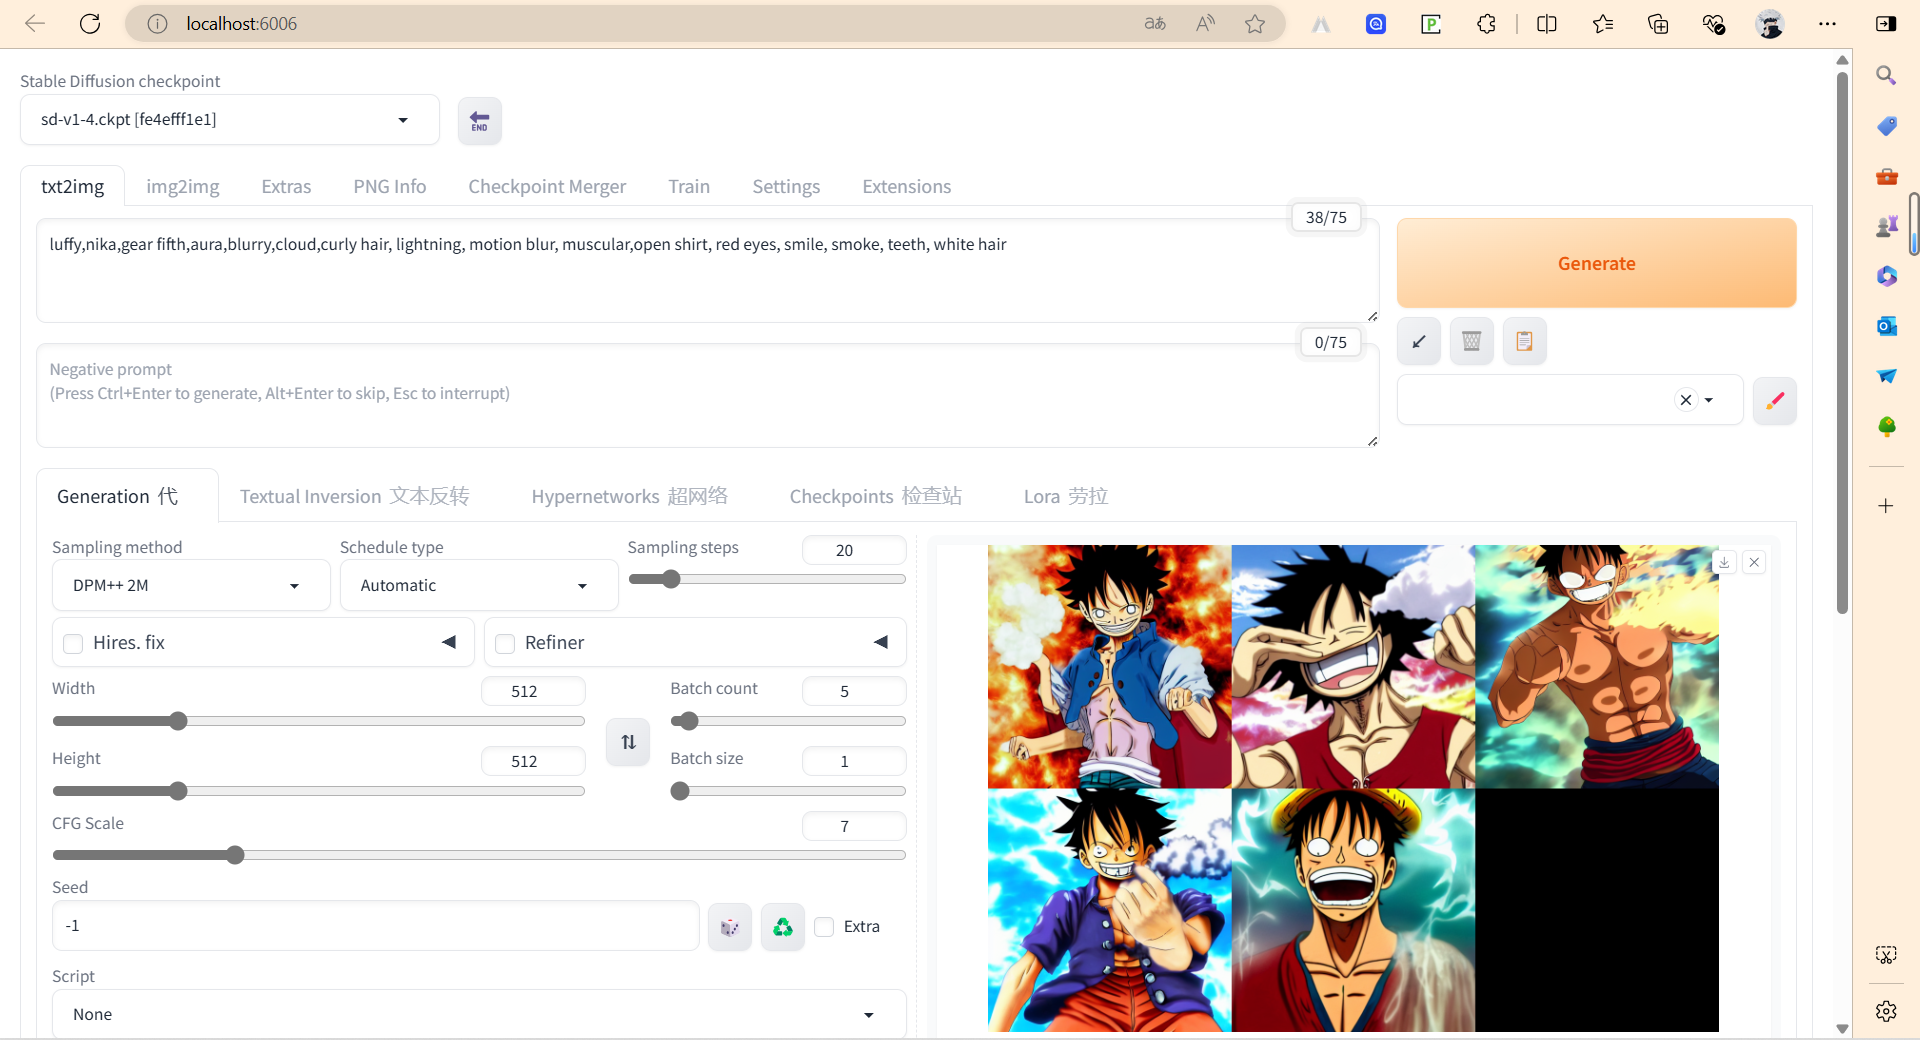 localhost:6006
Stable Diffusion checkpoint
sd-v1-4.ckpt [fe4efff1e1]
END
txt2img img2img Extras PNG Info Checkpoint Merger Train Settings Extensions
38/75
luffy,nika,gear fifth,aura,blurry,cloud,curly hair, lightning, motion blur, muscular,open shirt, red eyes, smile, smoke, teeth, white hair
Generate
0/75
Negative prompt
(Press Ctrl+Enter to generate, Alt+Enter to skip, Esc to interrupt)
Generation 代 Textual Inversion 文本反转 Hypernetworks 超网络 Checkpoints 检查站 Lora 劳拉
Sampling method Schedule type Sampling steps 20
DPM++ 2M Automatic
Hires. fix Refiner
Width 512 Batch count 5
Height 512 Batch size 1
CFG Scale 7
Seed
-1 Extra
Script
None